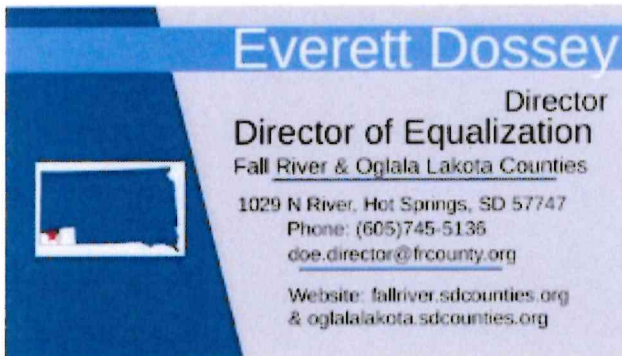 Everett Dossey
Director
Director of Equalization
Fall River & Oglala Lakota Counties
1029 N River, Hot Springs, SD 57747
Phone: (605)745-5136
doe.director@frcounty.org
Website: fallriver.sdcounties.org
& oglalalakota.sdcounties.org